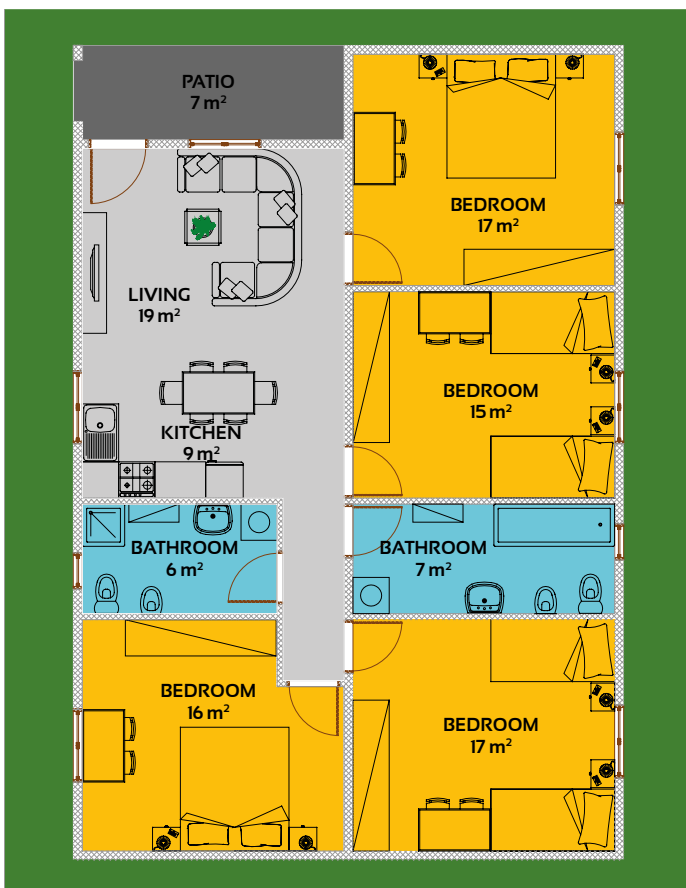 PATIO
7 m²
BEDROOM
17 m²
LIVING
19 m²
BEDROOM
15 m²
KITCHEN
9 m²
BATHROOM
6 m²
BATHROOM
7 m²
BEDROOM
16 m²
BEDROOM
17 m²